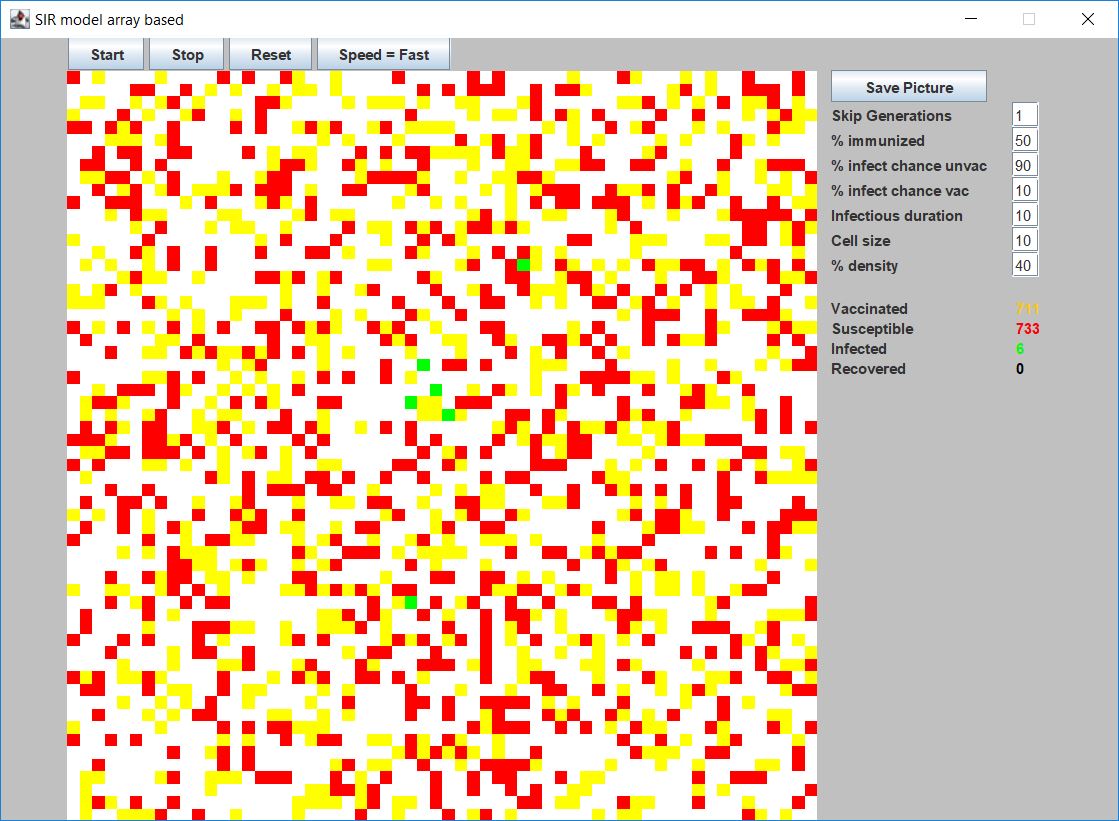 SIR model array based
Start Stop Reset Speed = Fast
Save Picture
Skip Generations 1
% immunized 50
% infect chance unvac 90
% infect chance vac 10
Infectious duration 10
Cell size 10
% density 40
Vaccinated 711
Susceptible 733
Infected 6
Recovered 0